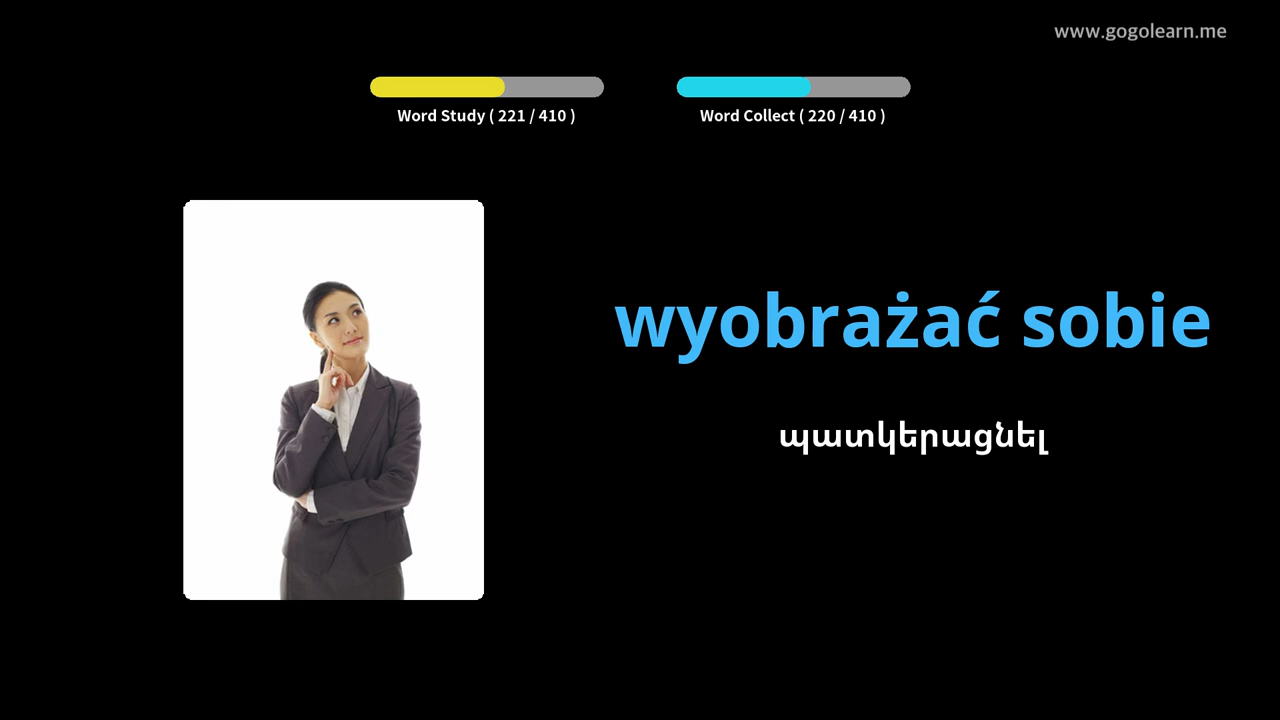 www.gogolearn.me
Word Study ( 221 / 410 )
Word Collect ( 220 / 410 )
wyobrażać sobie
պատկերացնել